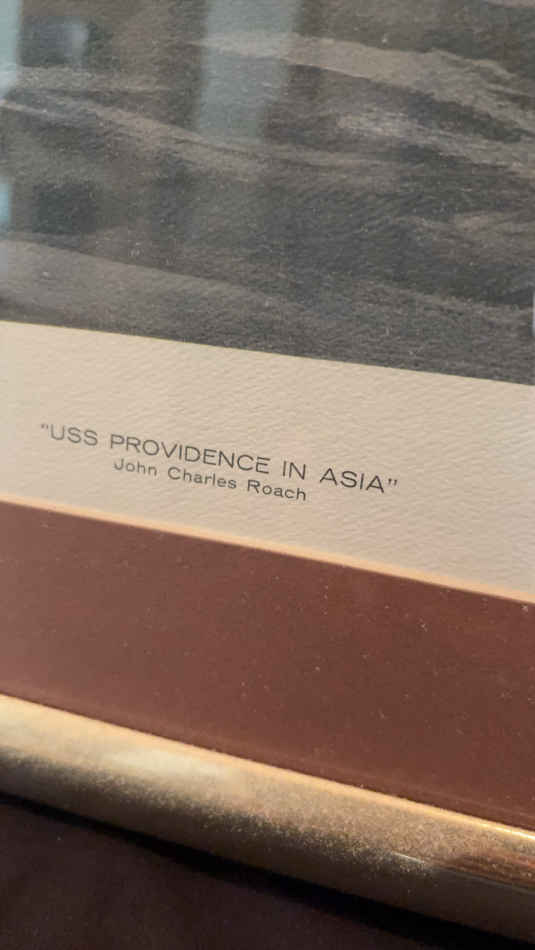 “USS PROVIDENCE IN ASIA”
John Charles Roach